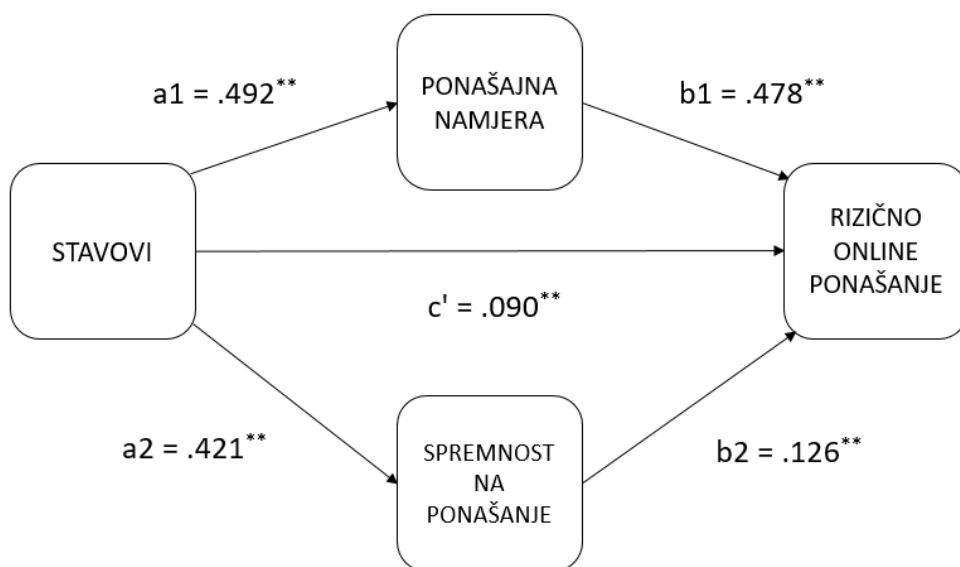 a1 = .492**
PONAŠAJNA
NAMJERA
b1 = .478**
STAVOVI
c' = .090**
RIZIČNO
ONLINE
PONAŠANJE
a2 = .421**
SPREMNOST
NA
PONAŠANJE
b2 = .126**